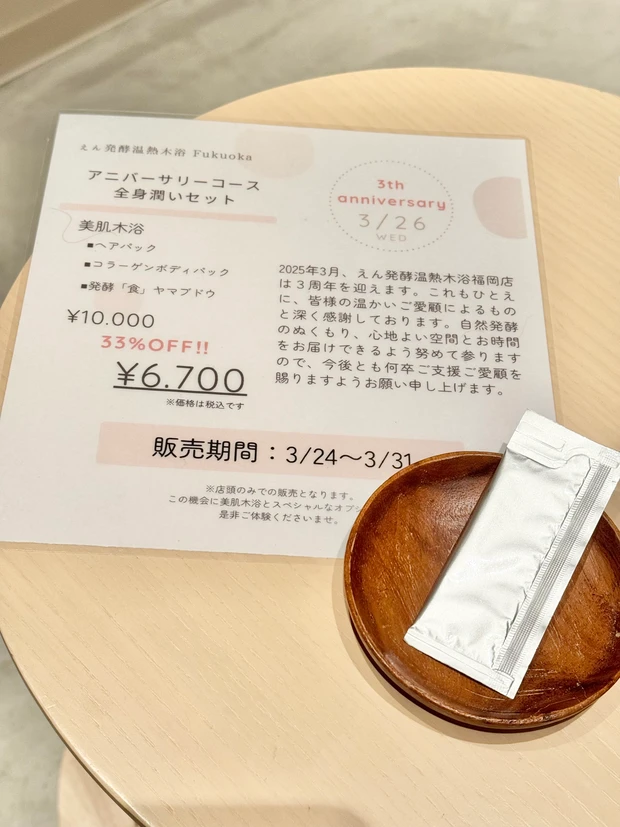 えん発酵温熱木浴 Fukuoka
アニバーサリーコース
全身潤いセット
美肌木浴
■ヘアパック
■コラーゲンボディパック
■発酵「食」ヤマブドウ
¥10.000
33%OFF!!
¥6.700
※価格は税込です
3th
anniversary
3/26
WED
2025年3月、えん発酵温熱木浴福岡店
は３周年を迎えます。これもひとえ
に、皆様の温かいご愛顧によるもの
と深く感謝しております。自然発酵
のぬくもり、心地よい空間とお時間
をお届けできるよう努めて参ります
ので、今後とも何卒ご支援ご愛顧を
賜りますようお願い申し上げます。
販売期間：3/24〜3/31
※店頭のみでの販売となります。
この機会に美肌木浴とスペシャルなオプシ
是非ご体験くださいませ。